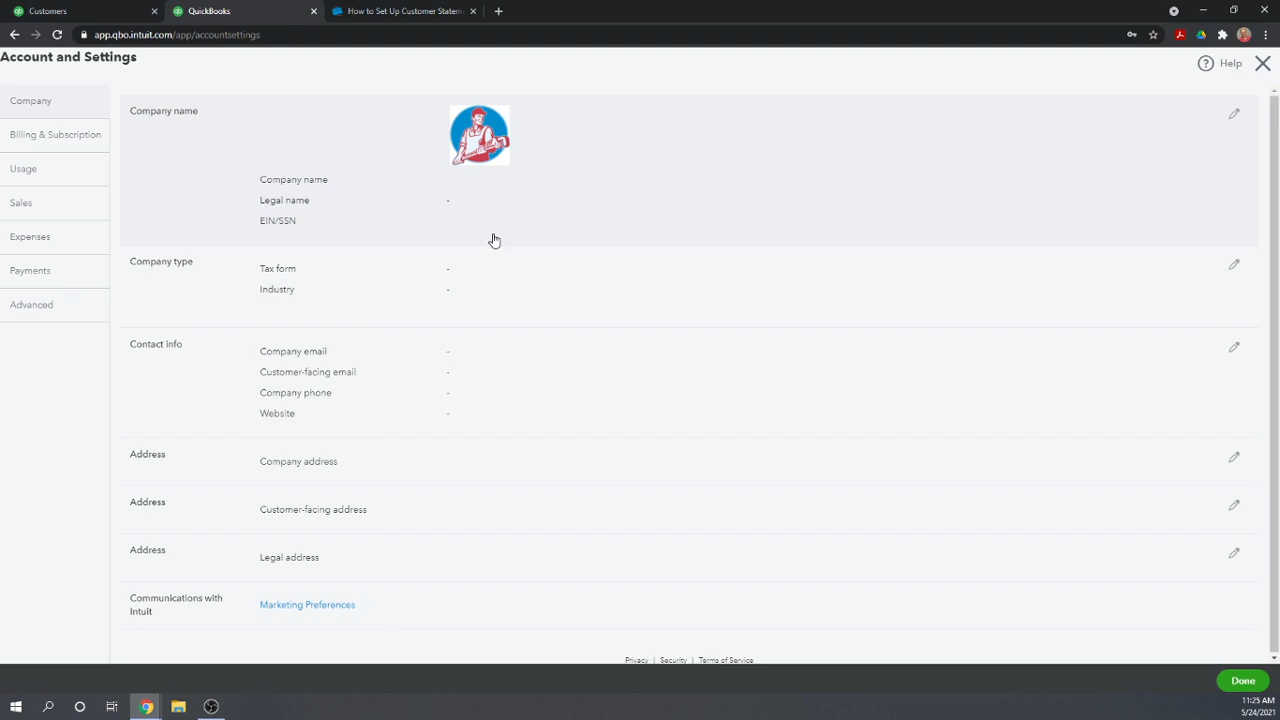 Customers
QuickBooks
How to Set Up Customer Statem
app.qbo.intuit.com/app/accountsettings
Account and Settings
Help
Company
Billing & Subscription
Usage
Sales
Expenses
Payments
Advanced
Company name
Company name
Legal name -
EIN/SSN
Company type
Tax form -
Industry -
Contact info
Company email -
Customer-facing email -
Company phone -
Website -
Address
Company address
Address
Customer-facing address
Address
Legal address
Communications with
Intuit
Marketing Preferences
Privacy | Security | Terms of Service
Done
11:25 AM
5/24/2021